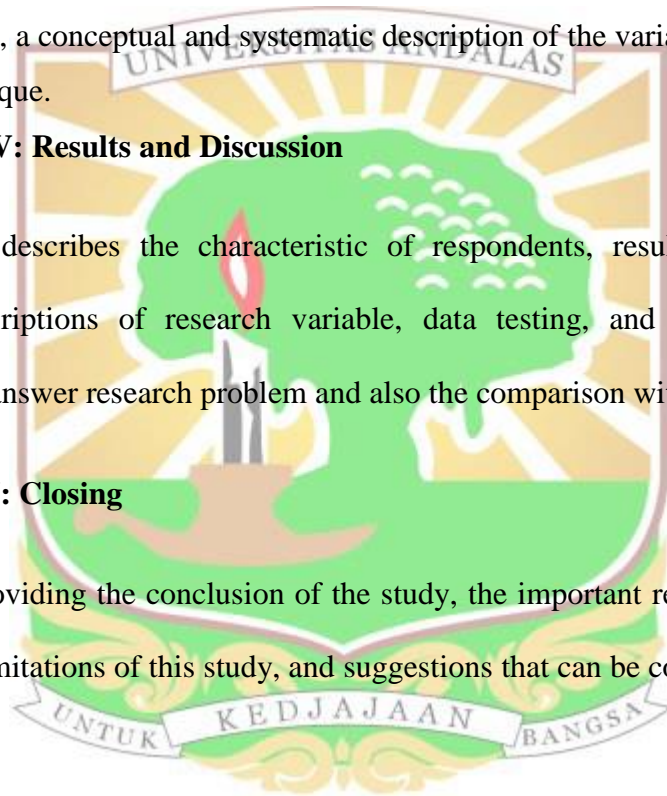 , a conceptual and systematic description of the varia
UNIVERSITAS ANDALAS
que.
V: Results and Discussion
describes the characteristic of respondents, resul
riptions of research variable, data testing, and
answer research problem and also the comparison wit
: Closing
oviding the conclusion of the study, the important re
mitations of this study, and suggestions that can be co
UNTUK KEDJAJAAN BANGSA